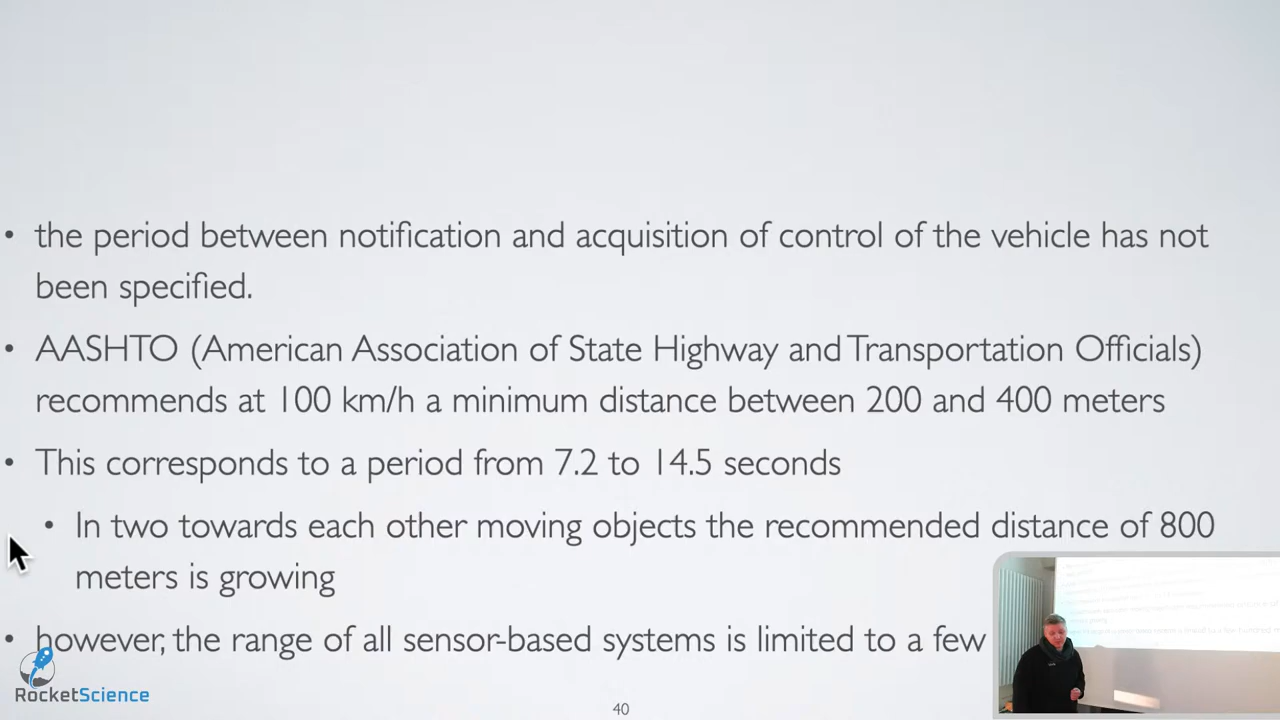 • the period between notification and acquisition of control of the vehicle has not
been specified.
• AASHTO (American Association of State Highway and Transportation Officials)
recommends at 100 km/h a minimum distance between 200 and 400 meters
• This corresponds to a period from 7.2 to 14.5 seconds
• In two towards each other moving objects the recommended distance of 800
meters is growing
• however, the range of all sensor-based systems is limited to a few
RocketScience
40